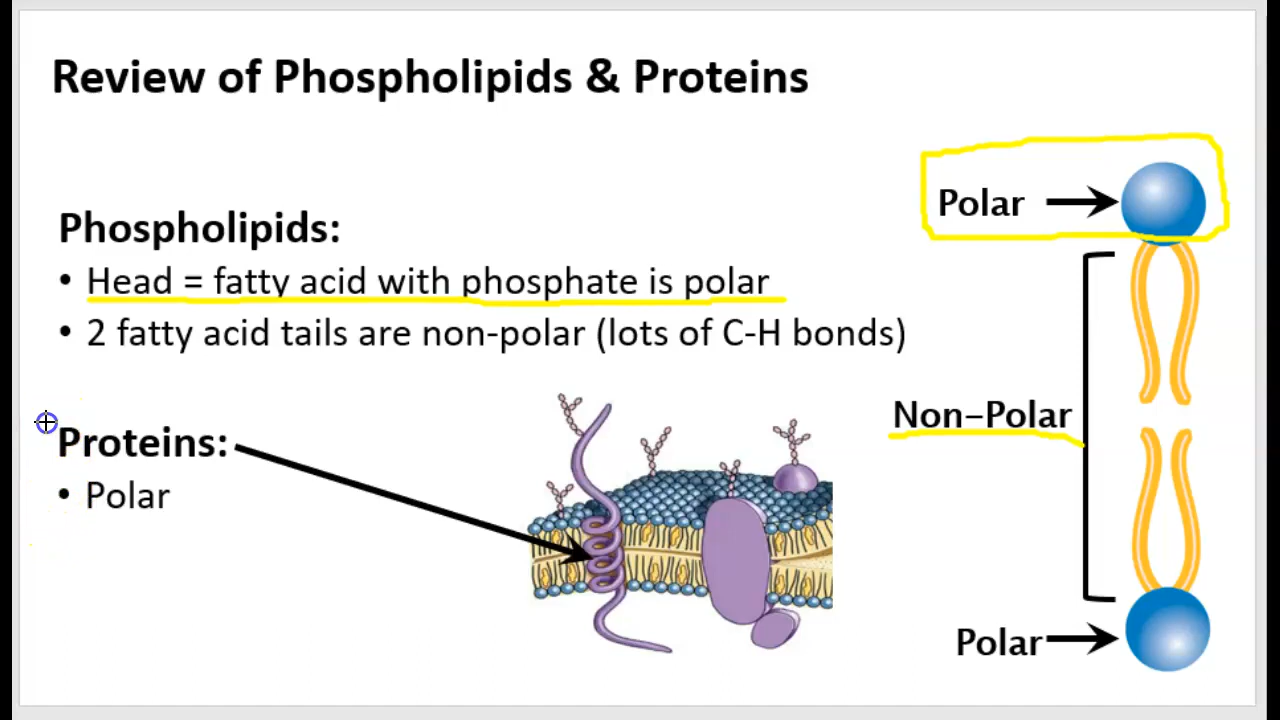 Review of Phospholipids & Proteins
Phospholipids:
• Head = fatty acid with phosphate is polar
• 2 fatty acid tails are non-polar (lots of C-H bonds)
Proteins:
• Polar
Polar
Non-Polar
Polar